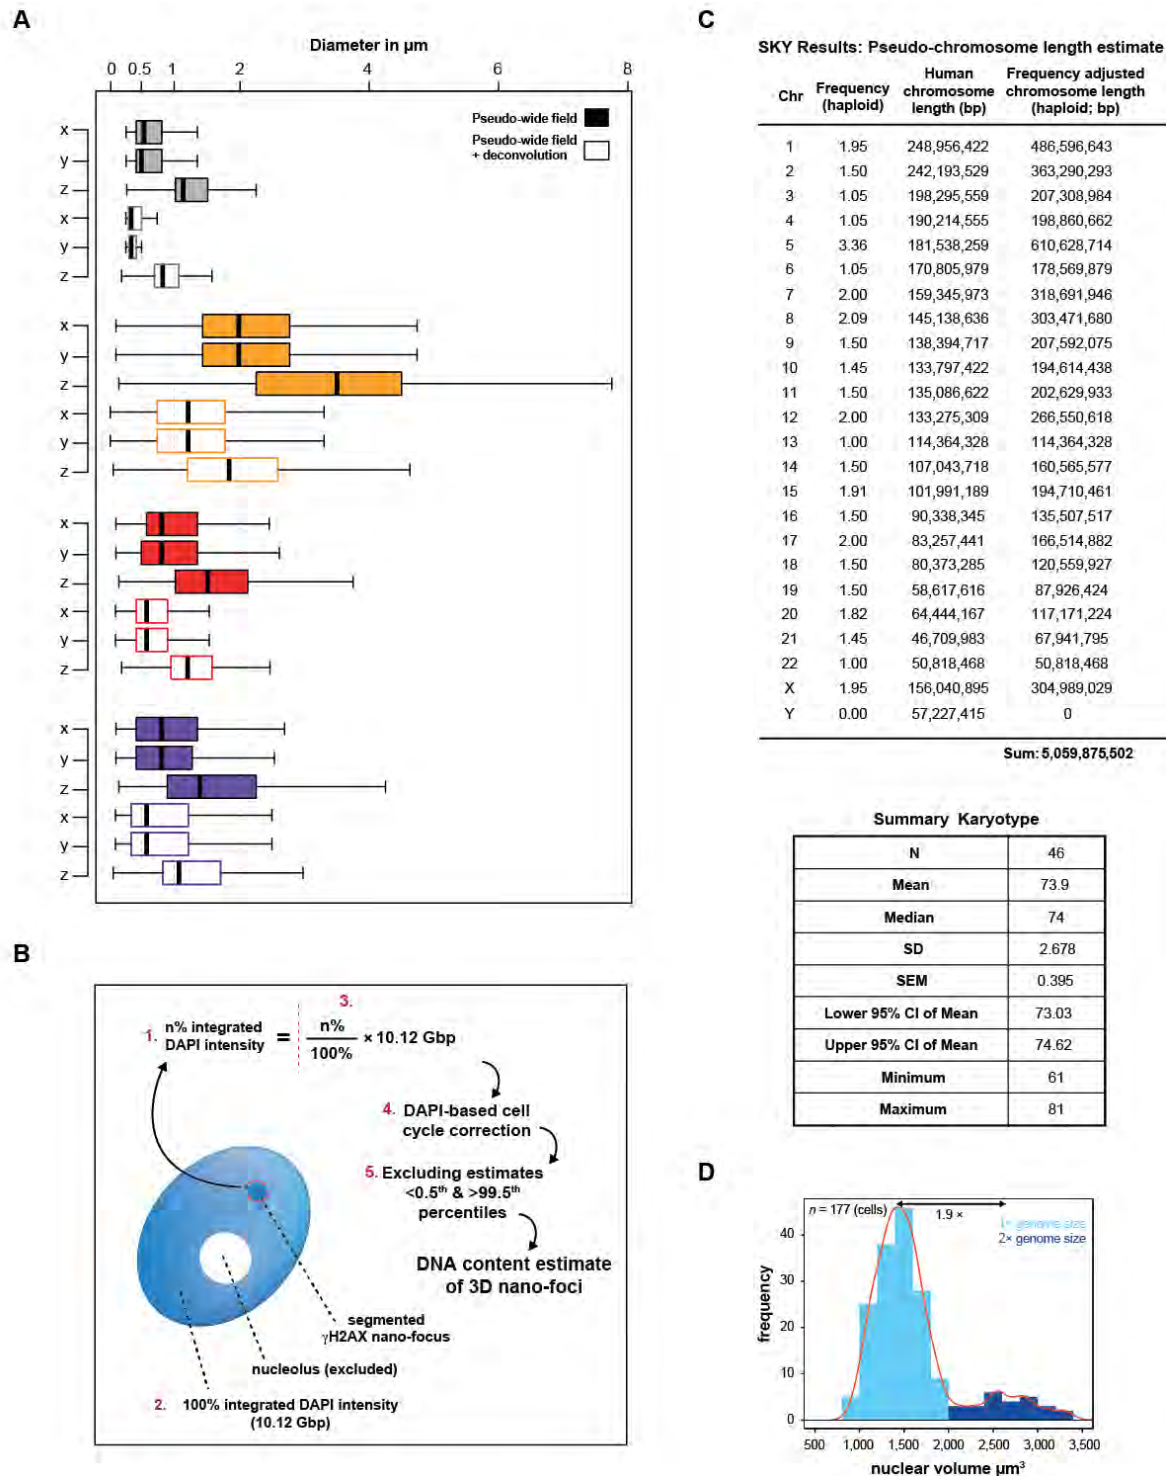 A
Diameter in µm
0 0.5 1 2 4 6 8
Pseudo-wide field
Pseudo-wide field
+ deconvolution
x
y
z
x
y
z
x
y
z
x
y
z
x
y
z
x
y
z
x
y
z
x
y
z
B
1. n% integrated
DAPI intensity
=
3.
n%
100%
× 10.12 Gbp
4. DAPI-based cell
cycle correction
5. Excluding estimates
<0.5th & >99.5th
percentiles
DNA content estimate
of 3D nano-foci
segmented
γH2AX nano-focus
nucleolus (excluded)
2. 100% integrated DAPI intensity
(10.12 Gbp)
C
SKY Results: Pseudo-chromosome length estimate
Chr Frequency (haploid) Human chromosome length (bp) Frequency adjusted chromosome length (haploid; bp)
1 1.95 248,956,422 486,596,643
2 1.50 242,193,529 363,290,293
3 1.05 198,295,559 207,308,984
4 1.05 190,214,555 198,860,662
5 3.36 181,538,259 610,628,714
6 1.05 170,805,979 178,569,879
7 2.00 159,345,973 318,691,946
8 2.09 145,138,636 303,471,680
9 1.50 138,394,717 207,592,075
10 1.45 133,797,422 194,614,438
11 1.50 135,086,622 202,629,933
12 2.00 133,275,309 266,550,618
13 1.00 114,364,328 114,364,328
14 1.50 107,043,718 160,565,577
15 1.91 101,991,189 194,710,461
16 1.50 90,338,345 135,507,517
17 2.00 83,257,441 166,514,882
18 1.50 80,373,285 120,559,927
19 1.50 58,617,616 87,926,424
20 1.82 64,444,167 117,171,224
21 1.45 46,709,983 67,941,795
22 1.00 50,818,468 50,818,468
X 1.95 156,040,895 304,989,029
Y 0.00 57,227,415 0
Sum: 5,059,875,502
Summary Karyotype
N 46
Mean 73.9
Median 74
SD 2.678
SEM 0.395
Lower 95% CI of Mean 73.03
Upper 95% CI of Mean 74.62
Minimum 61
Maximum 81
D
n = 177 (cells)
1.9 ×
1× genome size
2× genome size
frequency
40
30
20
10
0
500 1,000 1,500 2,000 2,500 3,000 3,500
nuclear volume µm³